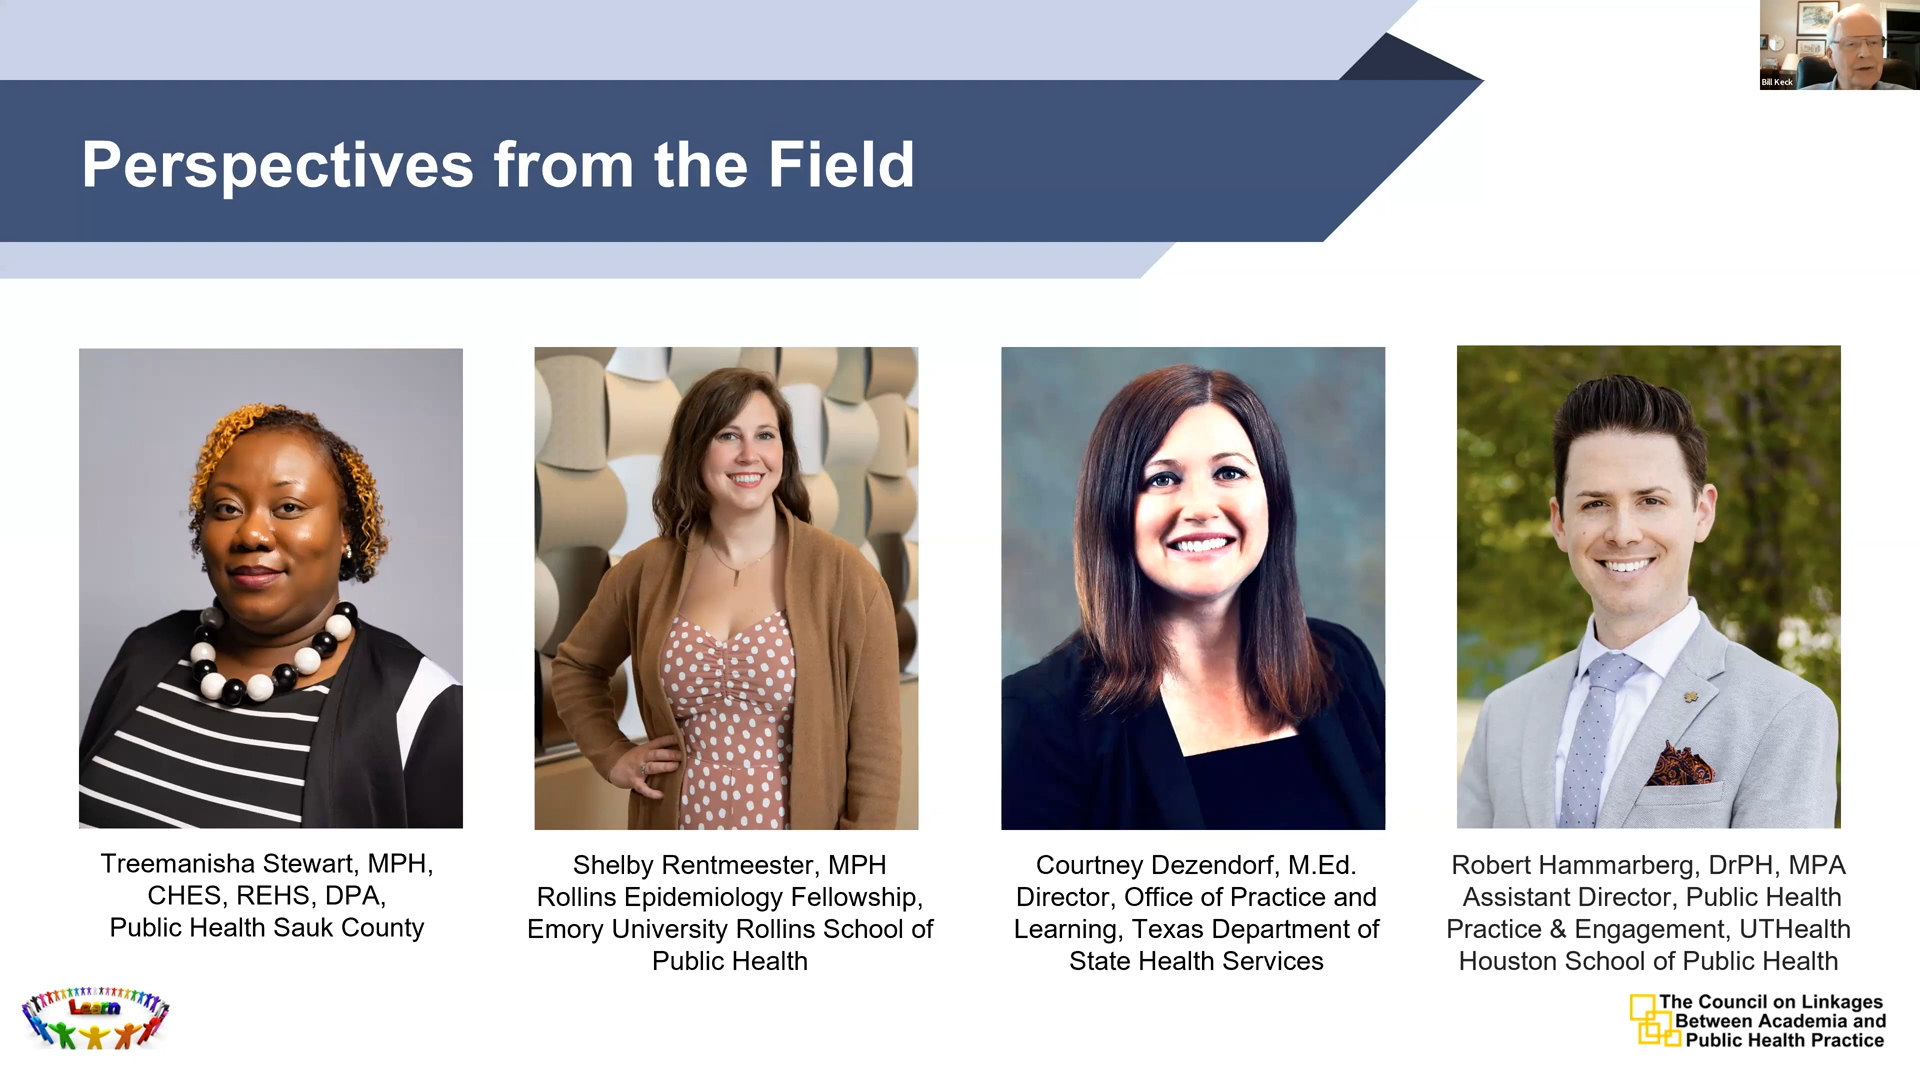 Bill Keck
Perspectives from the Field
Treemanisha Stewart, MPH,
CHES, REHS, DPA,
Public Health Sauk County
Shelby Rentmeester, MPH
Rollins Epidemiology Fellowship,
Emory University Rollins School of
Public Health
Courtney Dezendorf, M.Ed.
Director, Office of Practice and
Learning, Texas Department of
State Health Services
Robert Hammarberg, DrPH, MPA
Assistant Director, Public Health
Practice & Engagement, UTHealth
Houston School of Public Health
Learn
The Council on Linkages
Between Academia and
Public Health Practice